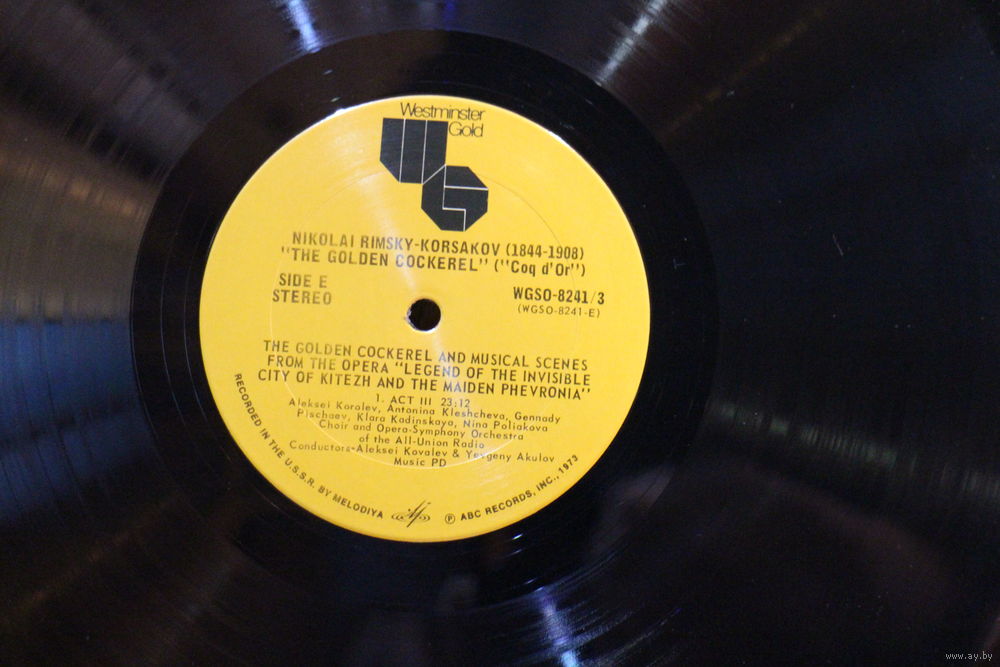 Westminster
Gold
NIKOLAI RIMSKY-KORSAKOV (1844-1908)
"THE GOLDEN COCKEREL" ("Coq d'Or")
SIDE E
STEREO
WGSO-8241/3
(WGSO-8241-E)
THE GOLDEN COCKEREL AND MUSICAL SCENES
FROM THE OPERA "LEGEND OF THE INVISIBLE
CITY OF KITEZH AND THE MAIDEN PHEVRONIA"
1. ACT III 23:12
Aleksei Korolev, Antonina Kleshcheva, Gennady
Pischaev, Klara Kadinskaya, Nina Poliakova
Choir and Opera-Symphony Orchestra
of the All-Union Radio
Conductors-Aleksei Kovalev & Yevgeny Akulov
Music PD
RECORDED IN THE U.S.S.R. BY MELODIYA
Ⓟ ABC RECORDS, INC., 1973
www.ay.by